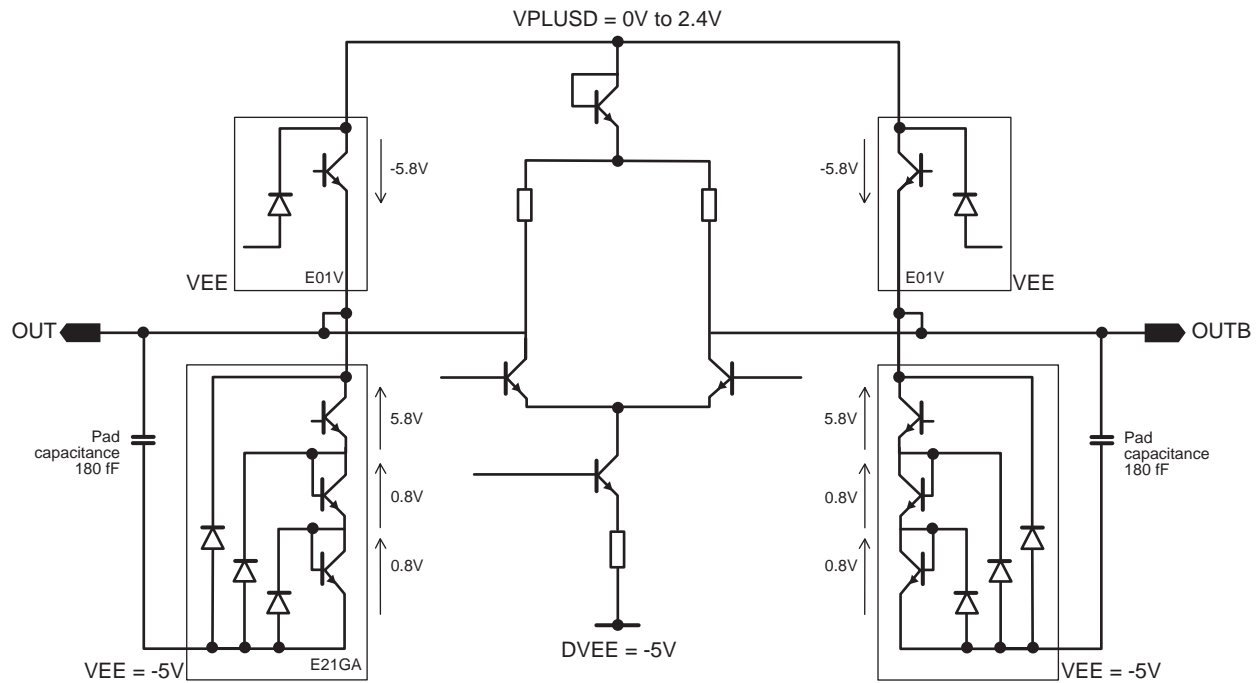 VPLUSD = 0V to 2.4V
-5.8V
-5.8V
E01V
E01V
VEE
VEE
OUT
OUTB
5.8V
5.8V
Pad
capacitance
180 fF
Pad
capacitance
180 fF
0.8V
0.8V
0.8V
0.8V
DVEE = -5V
E21GA
VEE = -5V
VEE = -5V